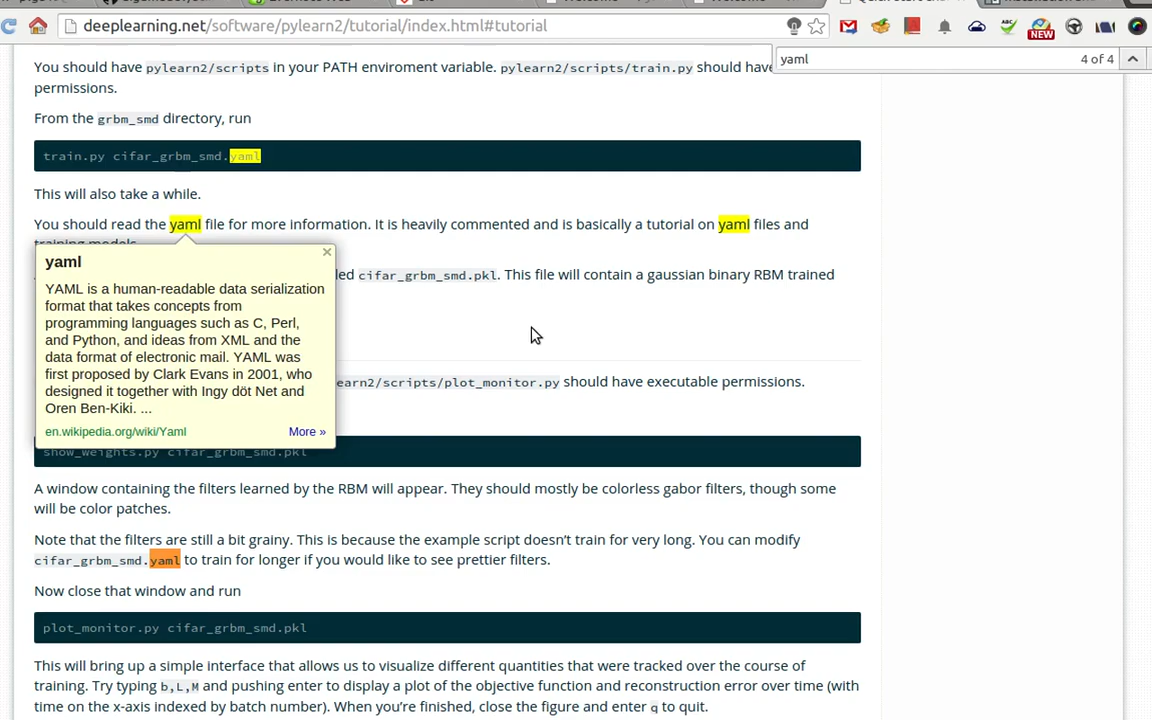 deeplearning.net/software/pylearn2/tutorial/index.html#tutorial
NEW
yaml
4 of 4
You should have pylearn2/scripts in your PATH enviroment variable. pylearn2/scripts/train.py should have
permissions.
From the grbm_smd directory, run
train.py cifar_grbm_smd.yaml
This will also take a while.
You should read the yaml file for more information. It is heavily commented and is basically a tutorial on yaml files and
training models.
cifar_grbm_smd.pkl. This file will contain a gaussian binary RBM trained
yaml
YAML is a human-readable data serialization
format that takes concepts from
programming languages such as C, Perl,
and Python, and ideas from XML and the
data format of electronic mail. YAML was
first proposed by Clark Evans in 2001, who
designed it together with Ingy döt Net and
Oren Ben-Kiki. ...
en.wikipedia.org/wiki/Yaml More »
earn2/scripts/plot_monitor.py should have executable permissions.
show_weights.py cifar_grbm_smd.pkl
A window containing the filters learned by the RBM will appear. They should mostly be colorless gabor filters, though some
will be color patches.
Note that the filters are still a bit grainy. This is because the example script doesn't train for very long. You can modify
cifar_grbm_smd.yaml to train for longer if you would like to see prettier filters.
Now close that window and run
plot_monitor.py cifar_grbm_smd.pkl
This will bring up a simple interface that allows us to visualize different quantities that were tracked over the course of
training. Try typing b,L,M and pushing enter to display a plot of the objective function and reconstruction error over time (with
time on the x-axis indexed by batch number). When you're finished, close the figure and enter q to quit.